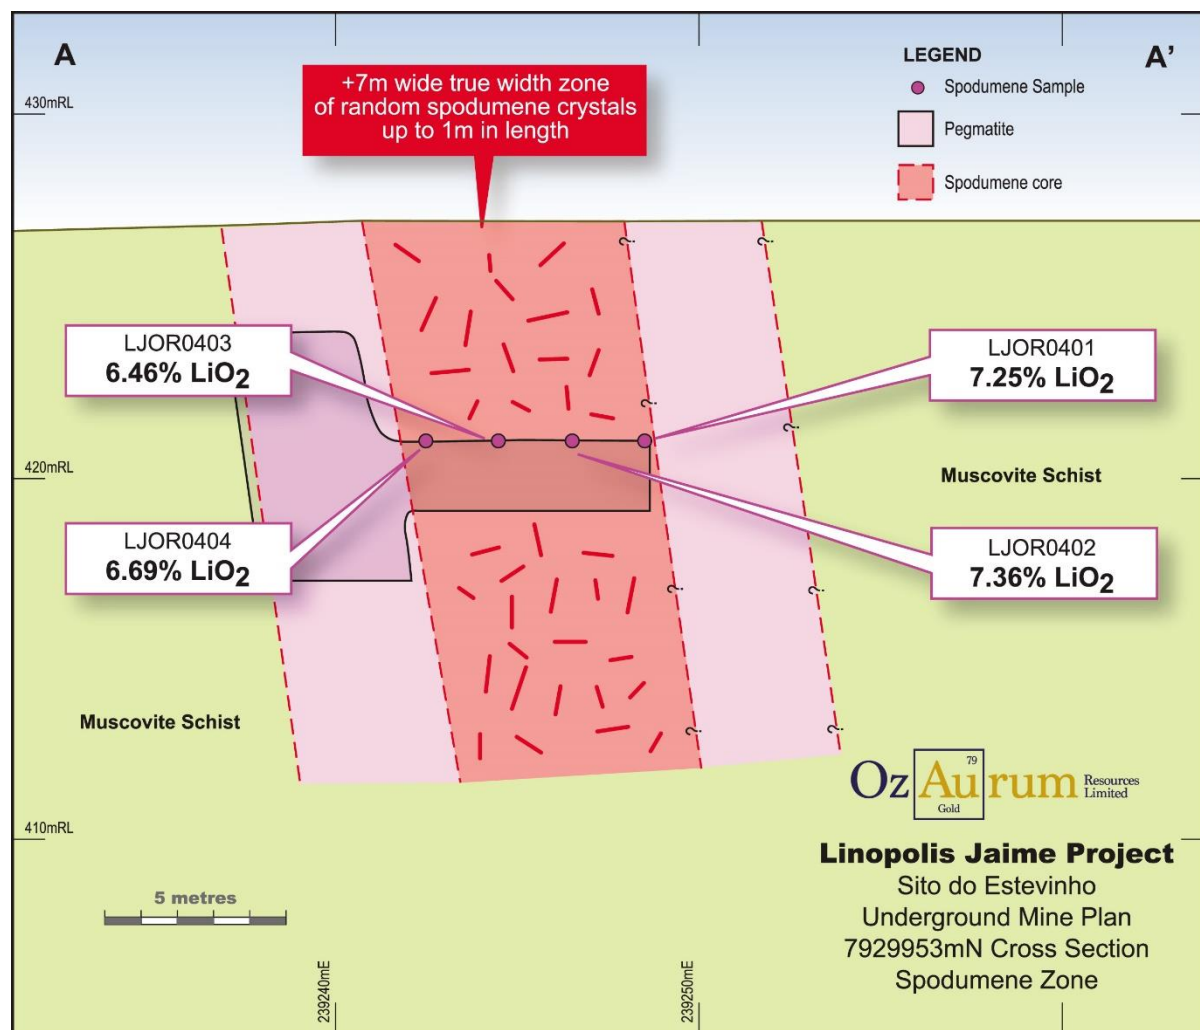 A
A'
+7m wide true width zone
of random spodumene crystals
up to 1m in length
LEGEND
Spodumene Sample
Pegmatite
Spodumene core
430mRL
?
?
LJOR0403
6.46% LiO2
LJOR0401
7.25% LiO2
?
?
420mRL
Muscovite Schist
LJOR0404
6.69% LiO2
LJOR0402
7.36% LiO2
?
?
Muscovite Schist
?
?
OzAurum Resources
Limited
79
Gold
410mRL
Linopolis Jaime Project
Sito do Estevinho
Underground Mine Plan
7929953mN Cross Section
Spodumene Zone
5 metres
239240mE
239250mE